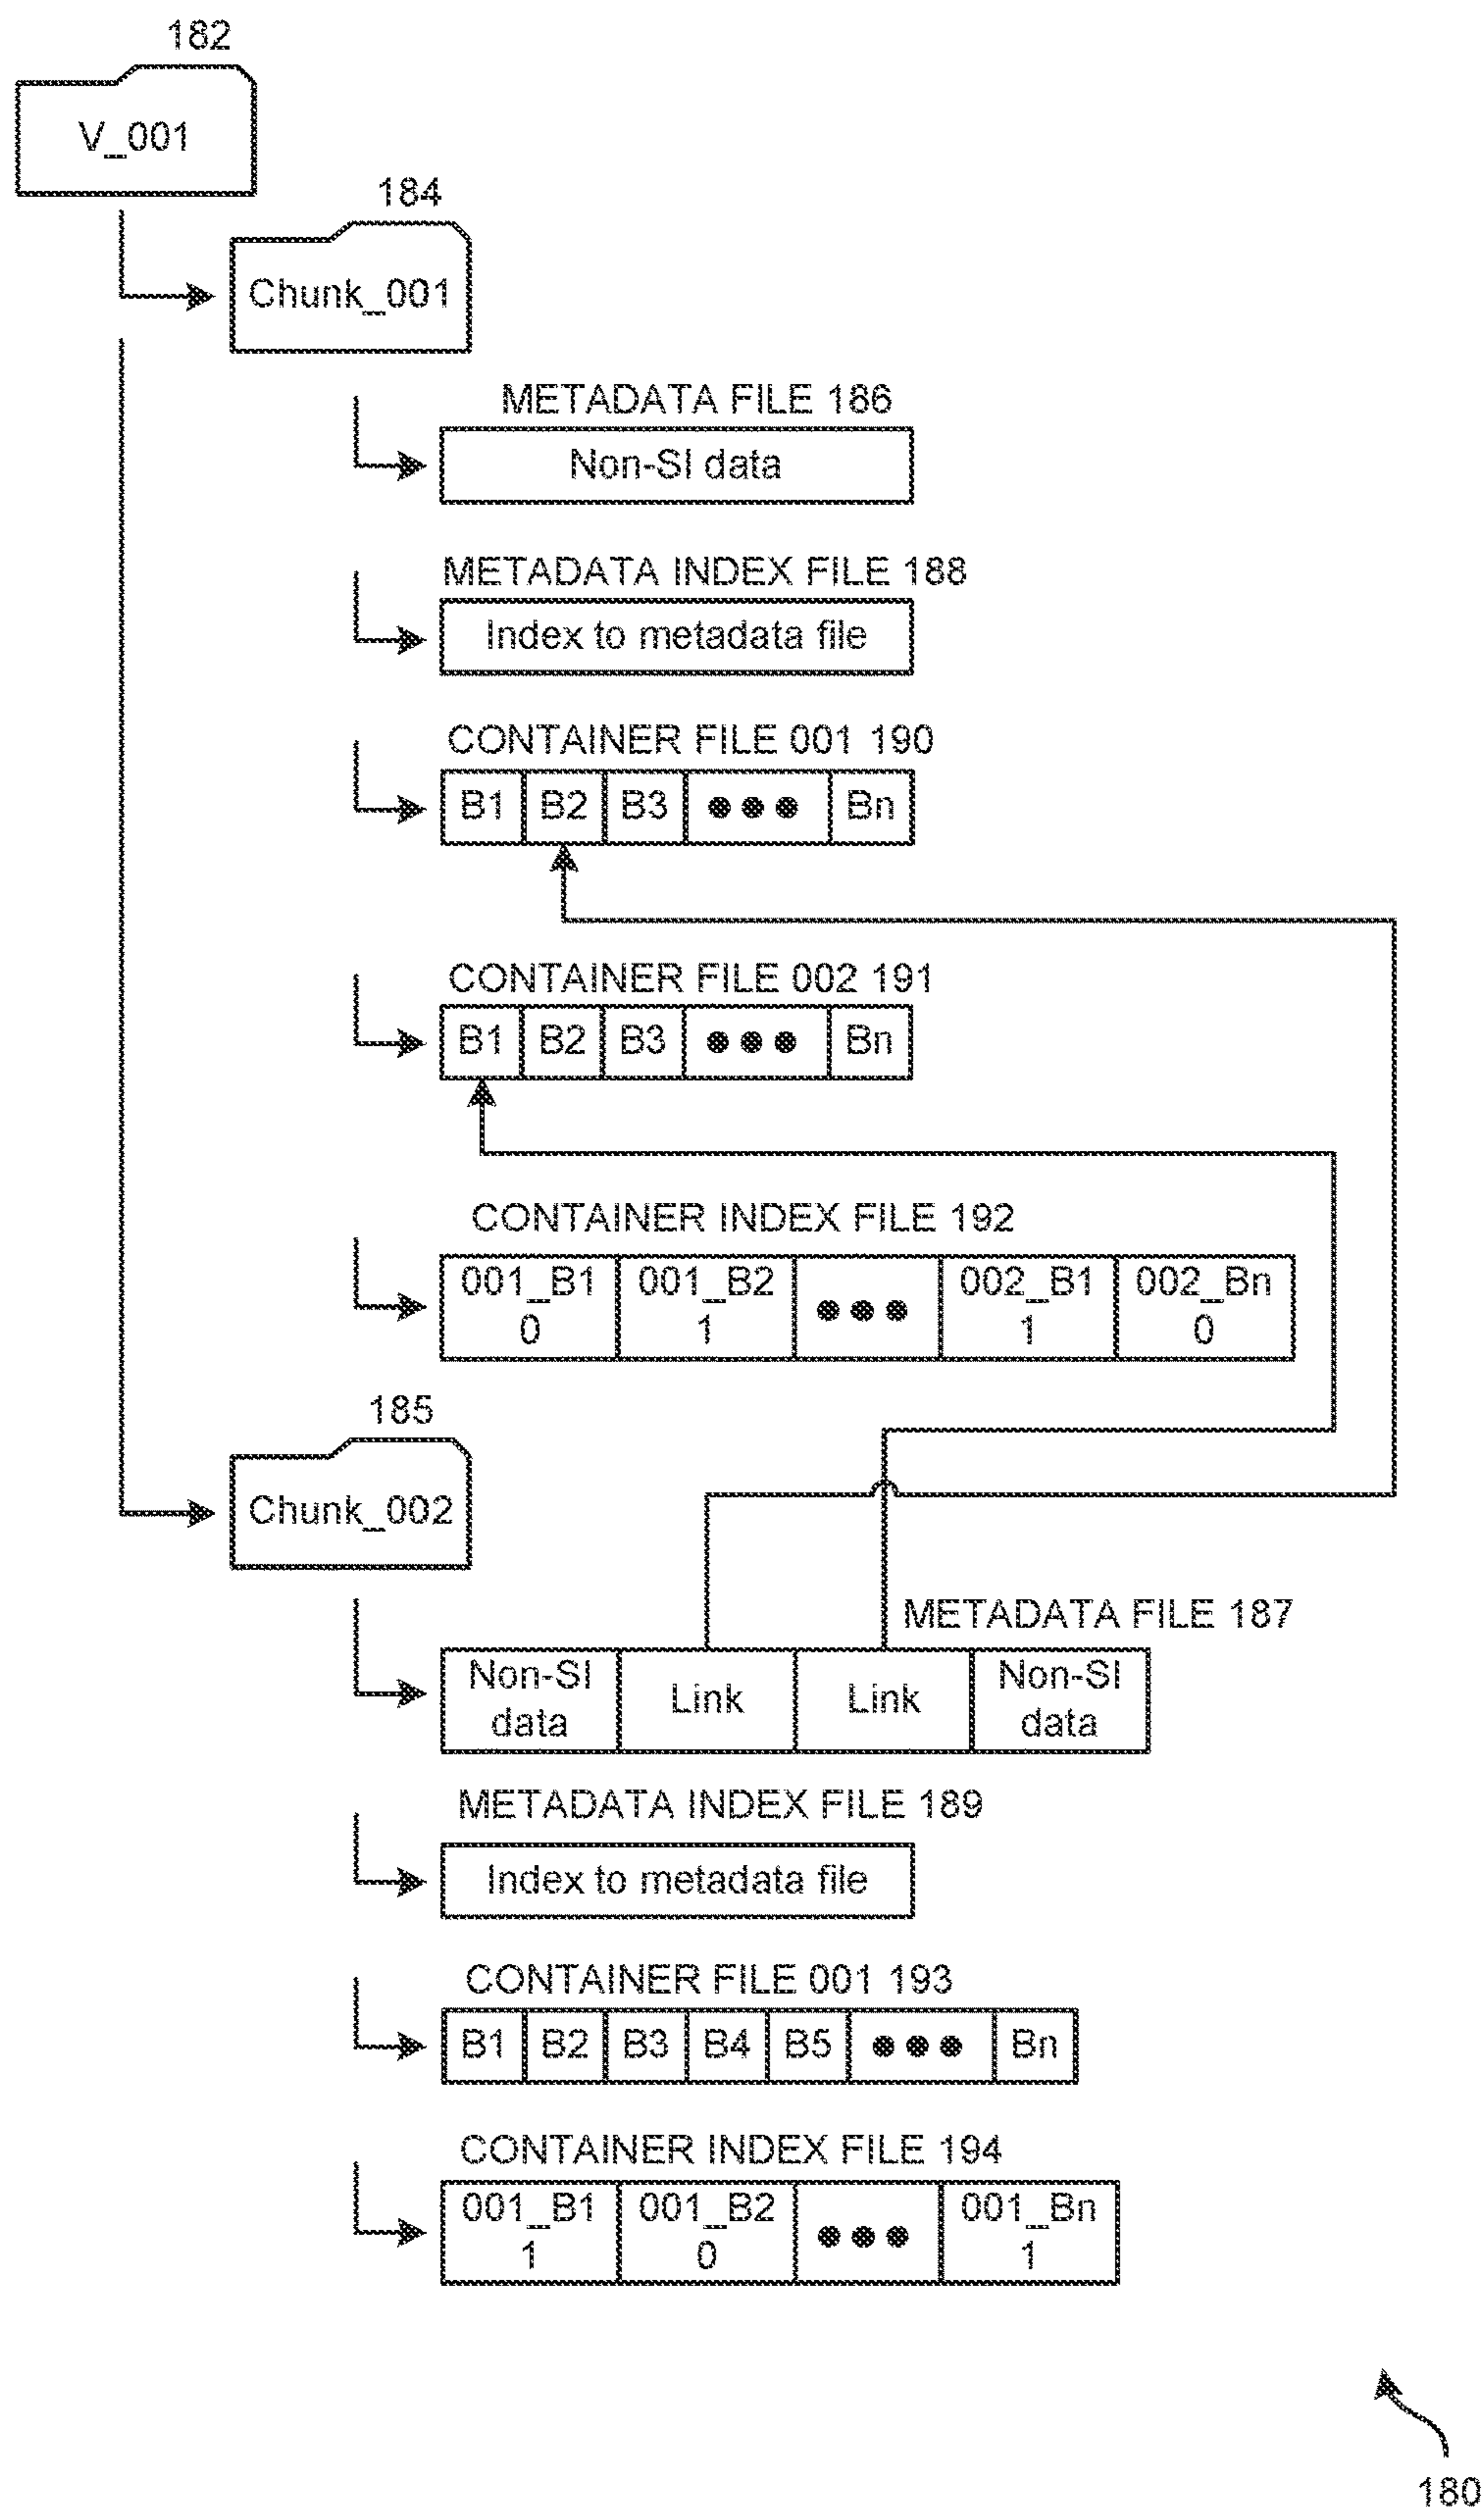 182
V_001
184
Chunk_001
METADATA FILE 186
Non-SI data
METADATA INDEX FILE 188
Index to metadata file
CONTAINER FILE 001 190
B1 B2 B3 Bn
CONTAINER FILE 002 191
B1 B2 B3 Bn
CONTAINER INDEX FILE 192
001_B1 001_B2 002_B1 002_Bn
0 1 1 0
185
Chunk_002
METADATA FILE 187
Non-SI data Link Link Non-SI data
METADATA INDEX FILE 189
Index to metadata file
CONTAINER FILE 001 193
B1 B2 B3 B4 B5 Bn
CONTAINER INDEX FILE 194
001_B1 001_B2 001_Bn
1 0 1
180